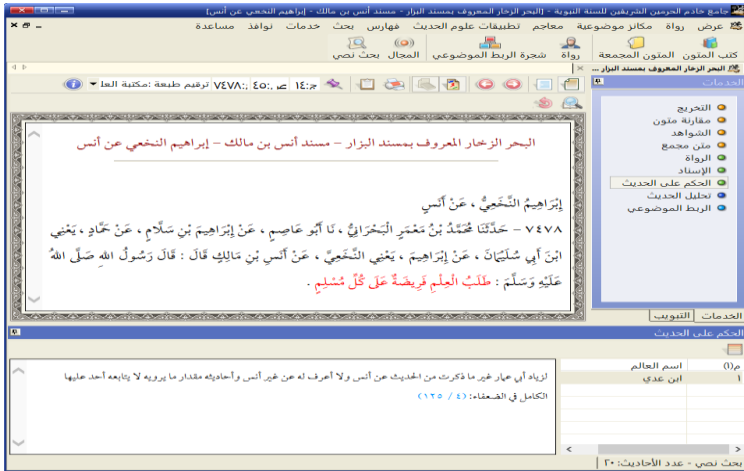 جامع خادم الحرمين الشريفين للسنة النبوية - [البحر الزخار المعروف بمسند البزار - مسند أنس بن مالك - إبراهيم النخعي عن أنس]
عرض رواة مكانز موضوعية معاجم تطبيقات علوم الحديث فهارس بحث خدمات نوافذ مساعدة
كتب المتون المتون المجمعة رواة شجرة الربط الموضوعي المجال بحث نصي
البحر الزخار المعروف بمسند البزار ...
الخدمات
ج:١٤ ص:٤٥ :٧٤٧٨ ترقيم طبعة :مكتبة العلـ
التخريج
مقارنة متون
الشواهد
متن مجمع
الرواة
الإسناد
الحكم على الحديث
تحليل الحديث
الربط الموضوعي
البحر الزخار المعروف بمسند البزار – مسند أنس بن مالك – إبراهيم النخعي عن أنس
إِبْرَاهِيمُ النَّخَعِيُّ ، عَنْ أَنَسٍ
٧٤٧٨ – حَدَّثَنَا مُحَمَّدُ بْنُ مَعْمَرٍ الْبَحْرَانِيُّ ، نَا أَبُو عَاصِمٍ ، عَنْ إِبْرَاهِيمَ بْنِ سَلَّامٍ ، عَنْ حَمَّادٍ ، يَعْنِي
ابْنَ أَبِي سُلَيْمَانَ ، عَنْ إِبْرَاهِيمَ ، يَعْنِي النَّخَعِيَّ ، عَنْ أَنَسِ بْنِ مَالِكٍ قَالَ : قَالَ رَسُولُ اللهِ صَلَّى اللهُ
عَلَيْهِ وَسَلَّمَ : طَلَبُ الْعِلْمِ فَرِيضَةٌ عَلَى كُلِّ مُسْلِمٍ .
الخدمات التبويب
الحكم على الحديث
م(١) اسم العالم
١ ابن عدي
لزياد أبي عمار غير ما ذكرت من الحديث عن أنس ولا أعرف له عن غير أنس وأحاديثه مقدار ما يرويه لا يتابعه أحد عليها
الكامل في الضعفاء: (٤ / ١٢٥)
بحث نصي - عدد الأحاديث: ٢٠